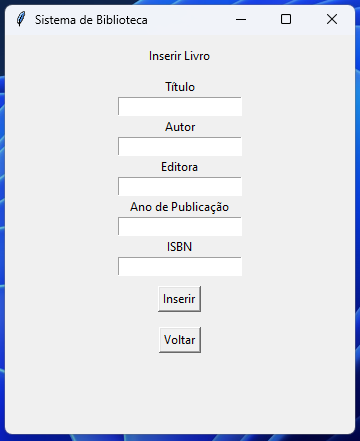 Sistema de Biblioteca
Inserir Livro
Título
Autor
Editora
Ano de Publicação
ISBN
Inserir
Voltar